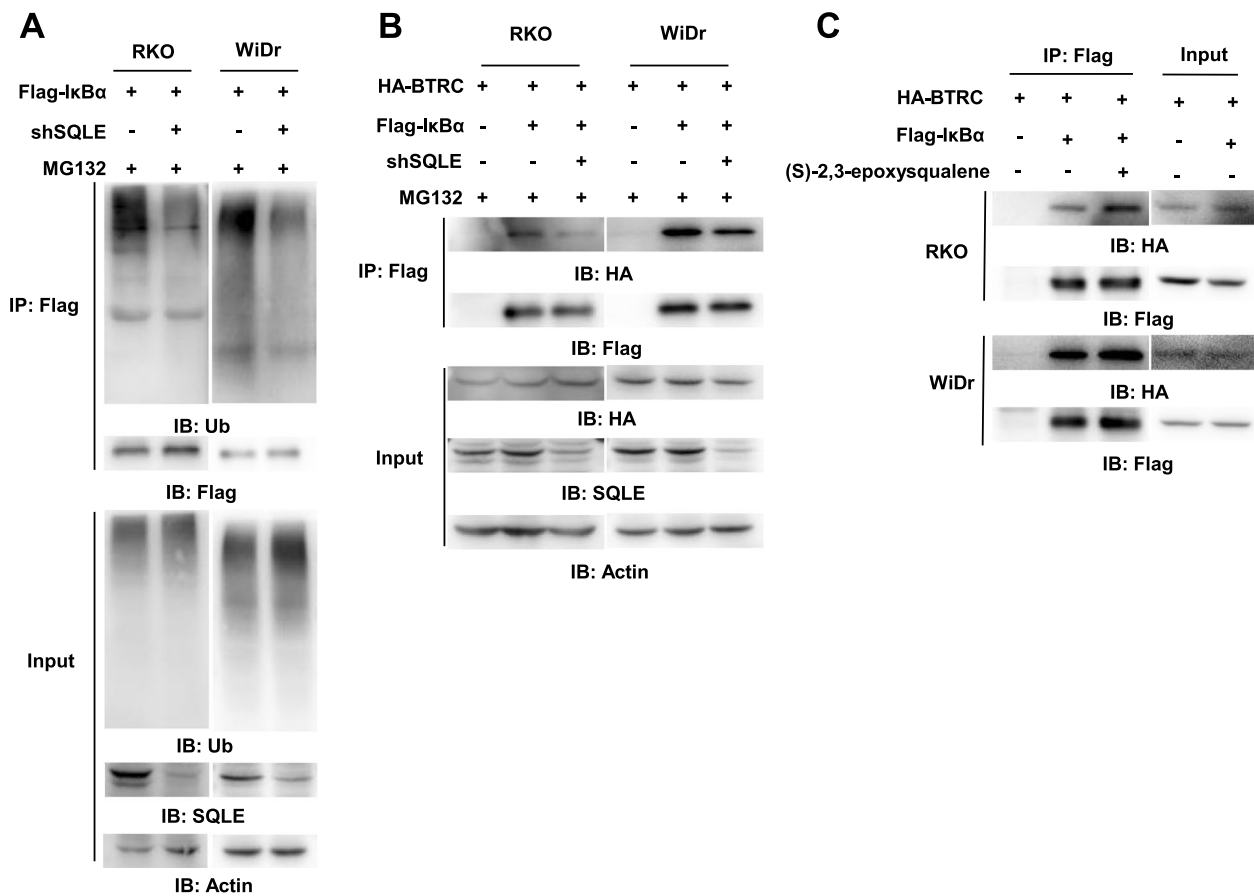 A
RKO WiDr
Flag-IκBα + + + +
shSQLE - + - +
MG132 + + + +
IP: Flag
IB: Ub
IB: Flag
Input
IB: Ub
IB: SQLE
IB: Actin
B
RKO WiDr
HA-BTRC + + + + + +
Flag-IκBα - + + - + +
shSQLE - - + - - +
MG132 + + + + + +
IP: Flag
IB: HA
IB: Flag
IB: HA
Input
IB: SQLE
IB: Actin
C
IP: Flag Input
HA-BTRC + + + + +
Flag-IκBα - + + - +
(S)-2,3-epoxysqualene - - + - -
RKO
IB: HA
IB: Flag
WiDr
IB: HA
IB: Flag